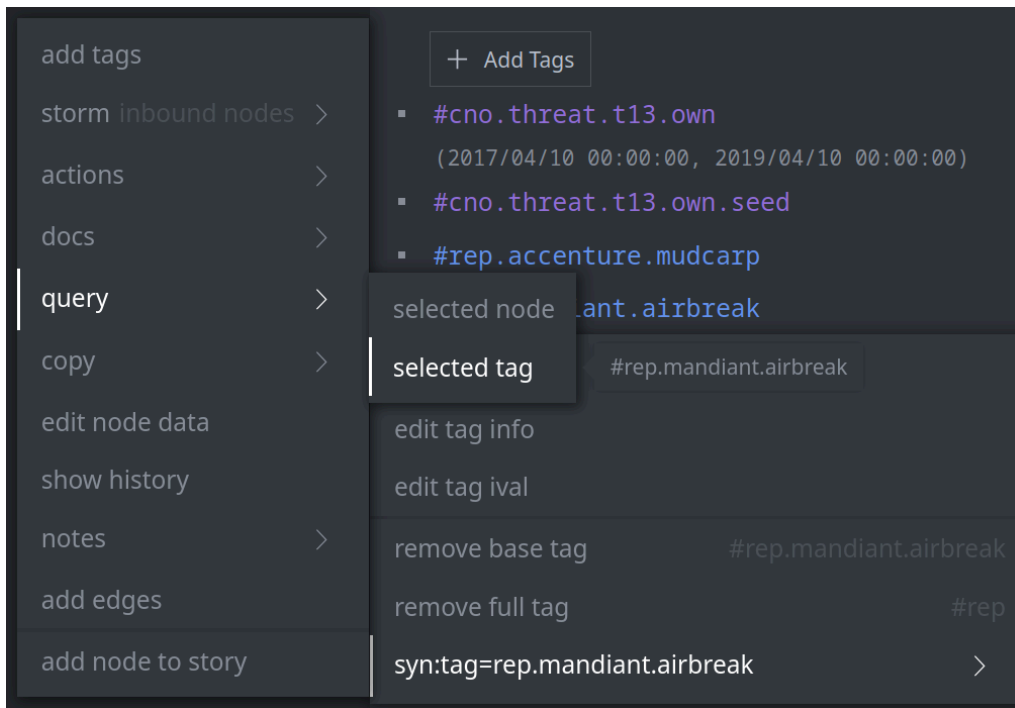 add tags
storm inbound nodes
actions
docs
query
copy
edit node data
show history
notes
add edges
add node to story
+ Add Tags
#cno.threat.t13.own
(2017/04/10 00:00:00, 2019/04/10 00:00:00)
#cno.threat.t13.own.seed
#rep.accenture.mudcarp
ant.airbreak
selected node
selected tag
#rep.mandiant.airbreak
edit tag info
edit tag ival
remove base tag #rep.mandiant.airbreak
remove full tag #rep
syn:tag=rep.mandiant.airbreak